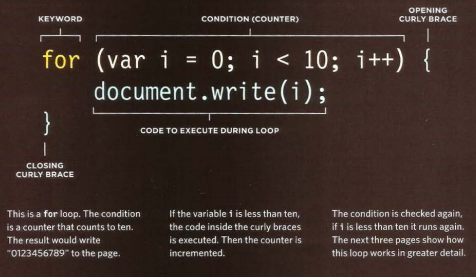 KEYWORD
CONDITION (COUNTER)
OPENING
CURLY BRACE
for (var i = 0; i < 10; i++) {
document.write(i);
}
CODE TO EXECUTE DURING LOOP
CLOSING
CURLY BRACE
This is a for loop. The condition
is a counter that counts to ten.
The result would write
"0123456789" to the page.
If the variable i is less than ten,
the code inside the curly braces
is executed. Then the counter is
incremented.
The condition is checked again,
if i is less than ten it runs again.
The next three pages show how
this loop works in greater detail.